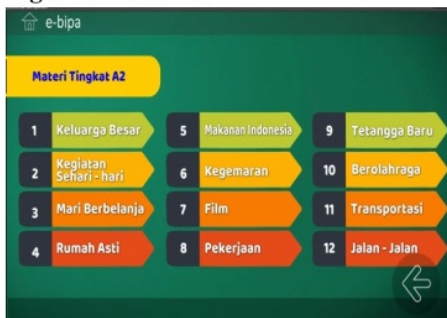 e-bipa
Materi Tingkat A2
1 Keluarga Besar
2 Kegiatan
Sehari - hari
3 Mari Berbelanja
4 Rumah Asti
5 Makanan Indonesia
6 Kegemaran
7 Film
8 Pekerjaan
9 Tetangga Baru
10 Berolahraga
11 Transportasi
12 Jalan - Jalan